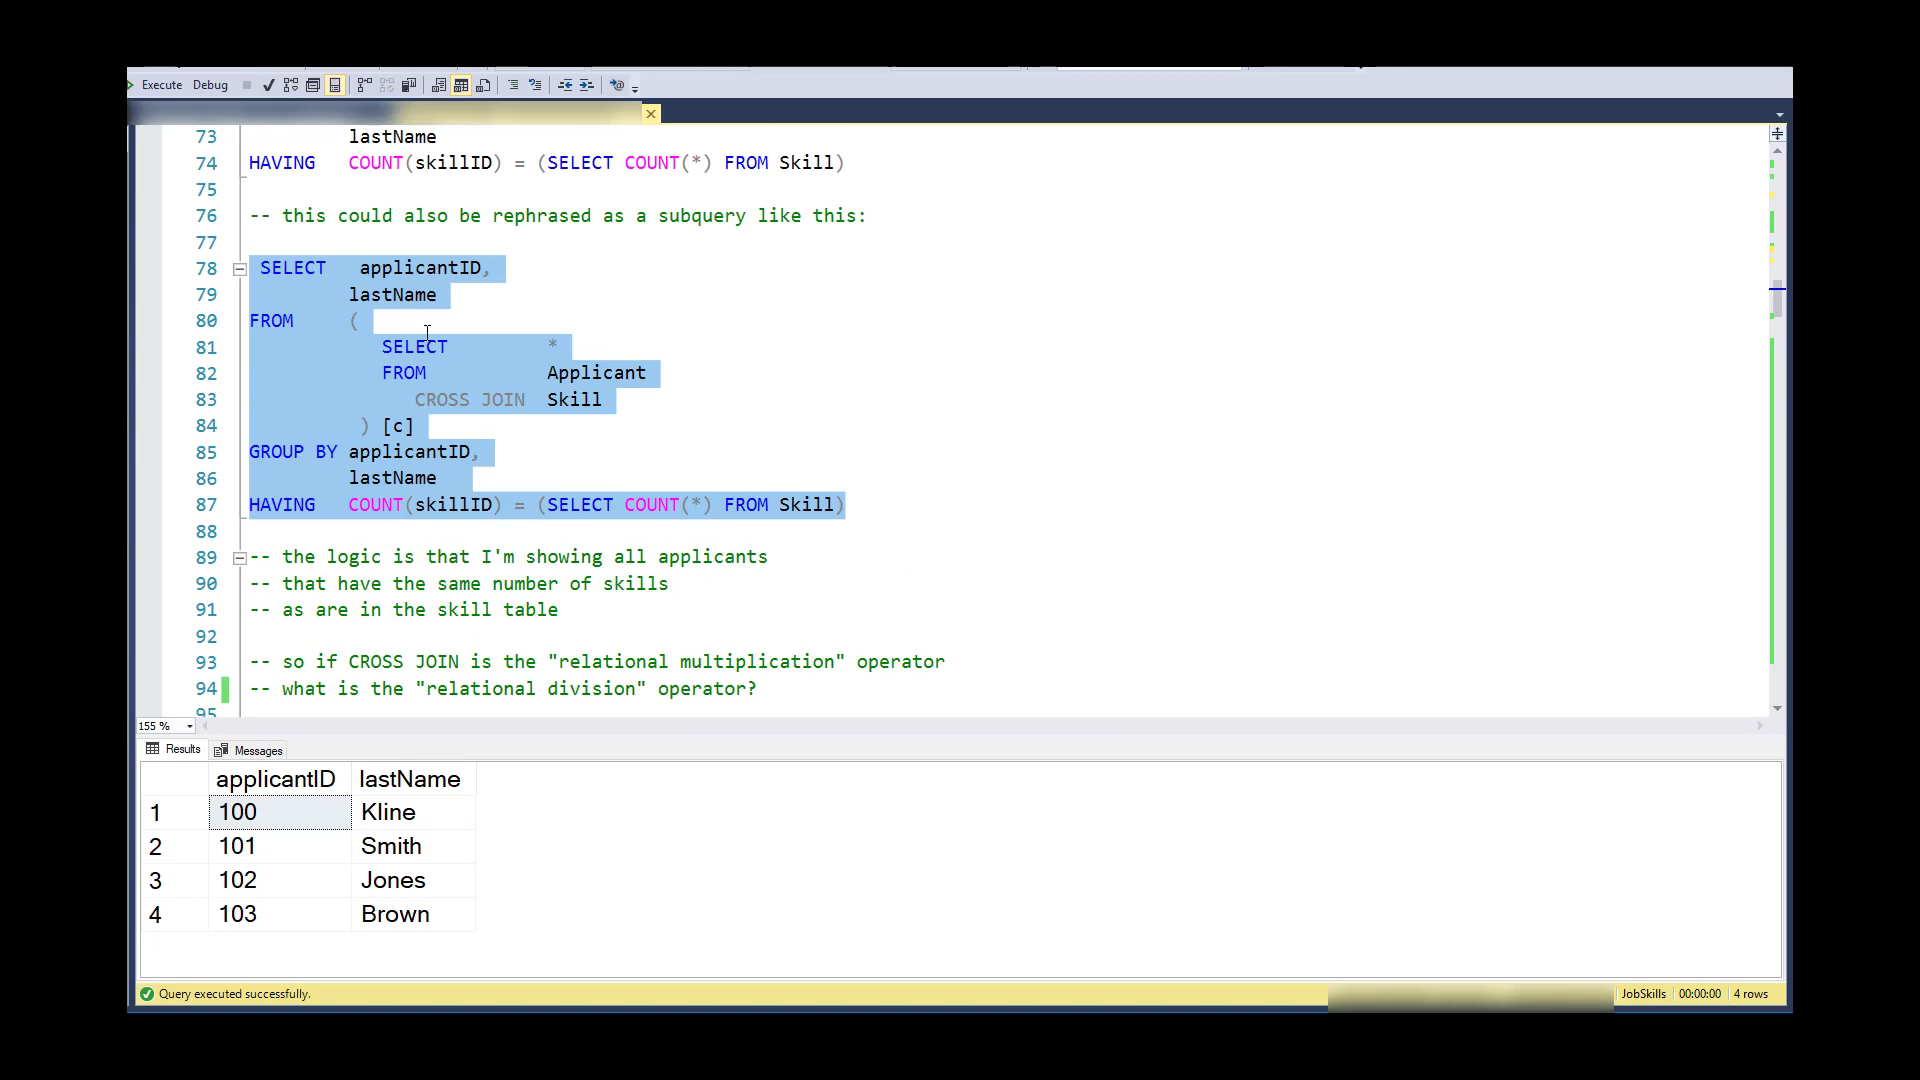 Execute Debug
73 lastName
74 HAVING COUNT(skillID) = (SELECT COUNT(*) FROM Skill)
75
76 -- this could also be rephrased as a subquery like this:
77
78 SELECT applicantID,
79 lastName
80 FROM (
81 SELECT *
82 FROM Applicant
83 CROSS JOIN Skill
84 ) [c]
85 GROUP BY applicantID,
86 lastName
87 HAVING COUNT(skillID) = (SELECT COUNT(*) FROM Skill)
88
89 -- the logic is that I'm showing all applicants
90 -- that have the same number of skills
91 -- as are in the skill table
92
93 -- so if CROSS JOIN is the "relational multiplication" operator
94 -- what is the "relational division" operator?
95
155 %
Results Messages
applicantID lastName
1 100 Kline
2 101 Smith
3 102 Jones
4 103 Brown
Query executed successfully. JobSkills 00:00:00 4 rows